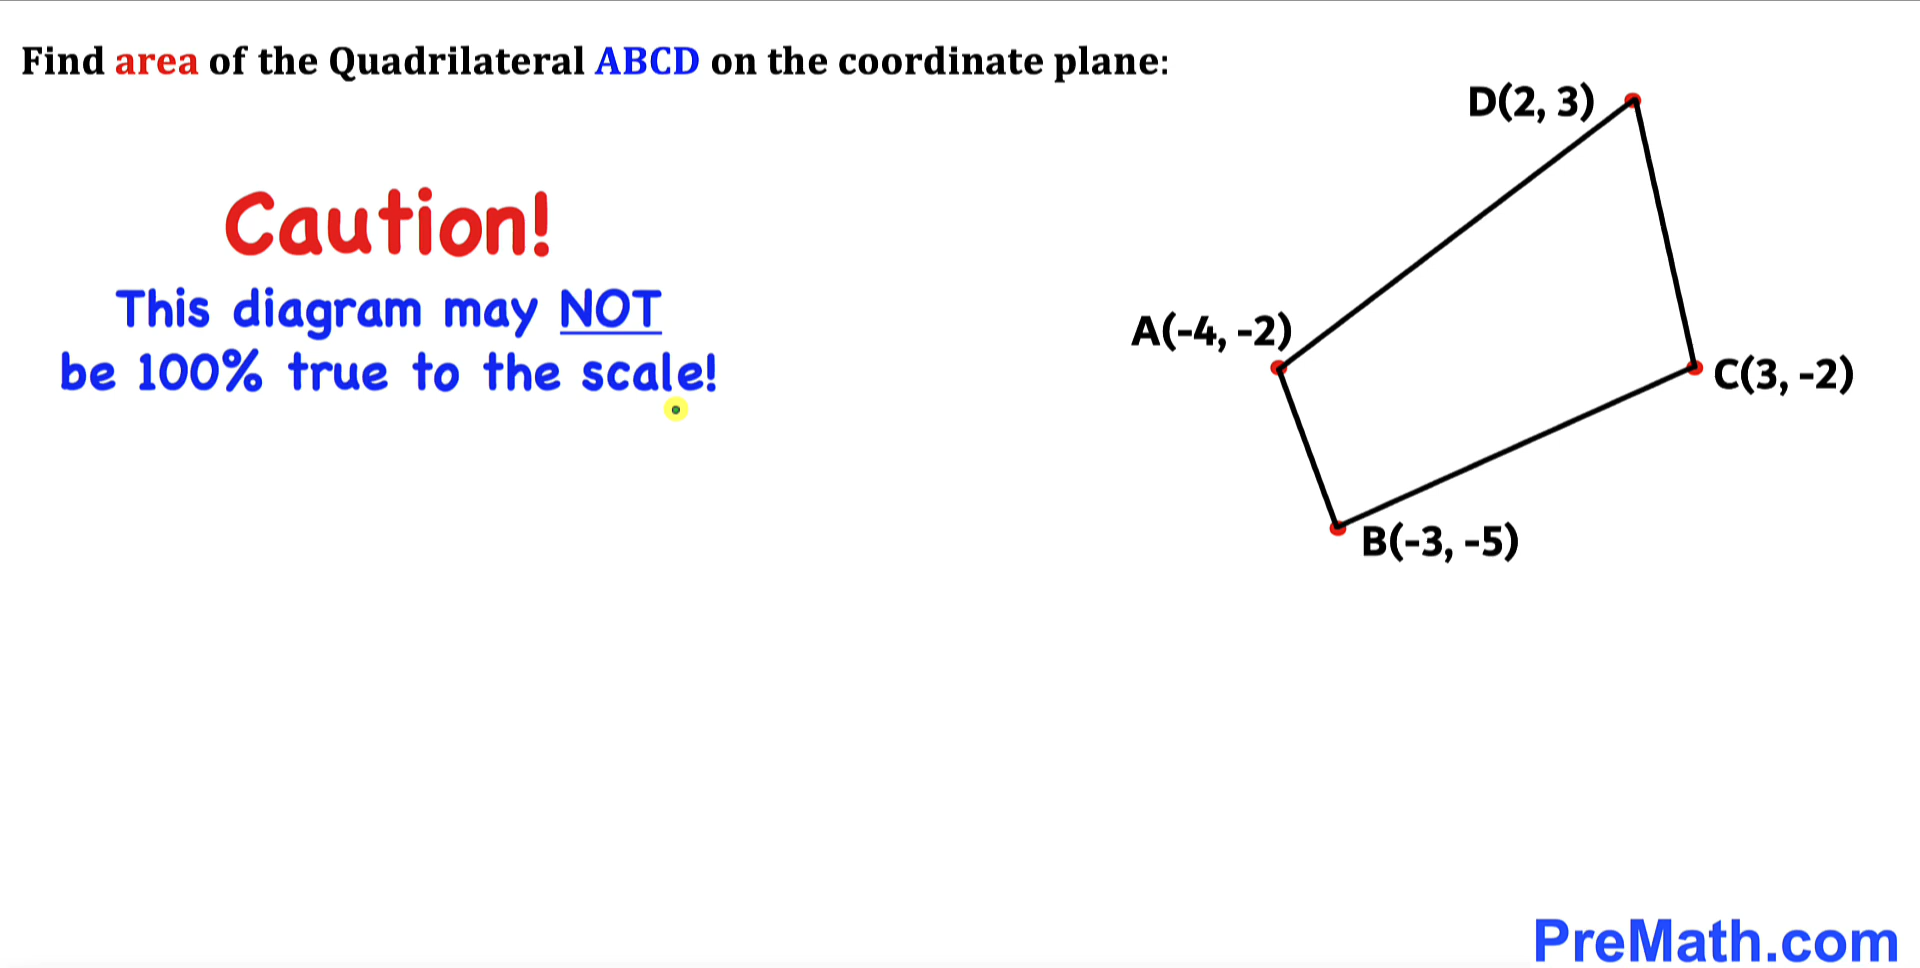 Find area of the Quadrilateral ABCD on the coordinate plane:
D(2, 3)
Caution!
This diagram may NOT
be 100% true to the scale!
A(-4, -2)
C(3, -2)
B(-3, -5)
PreMath.com